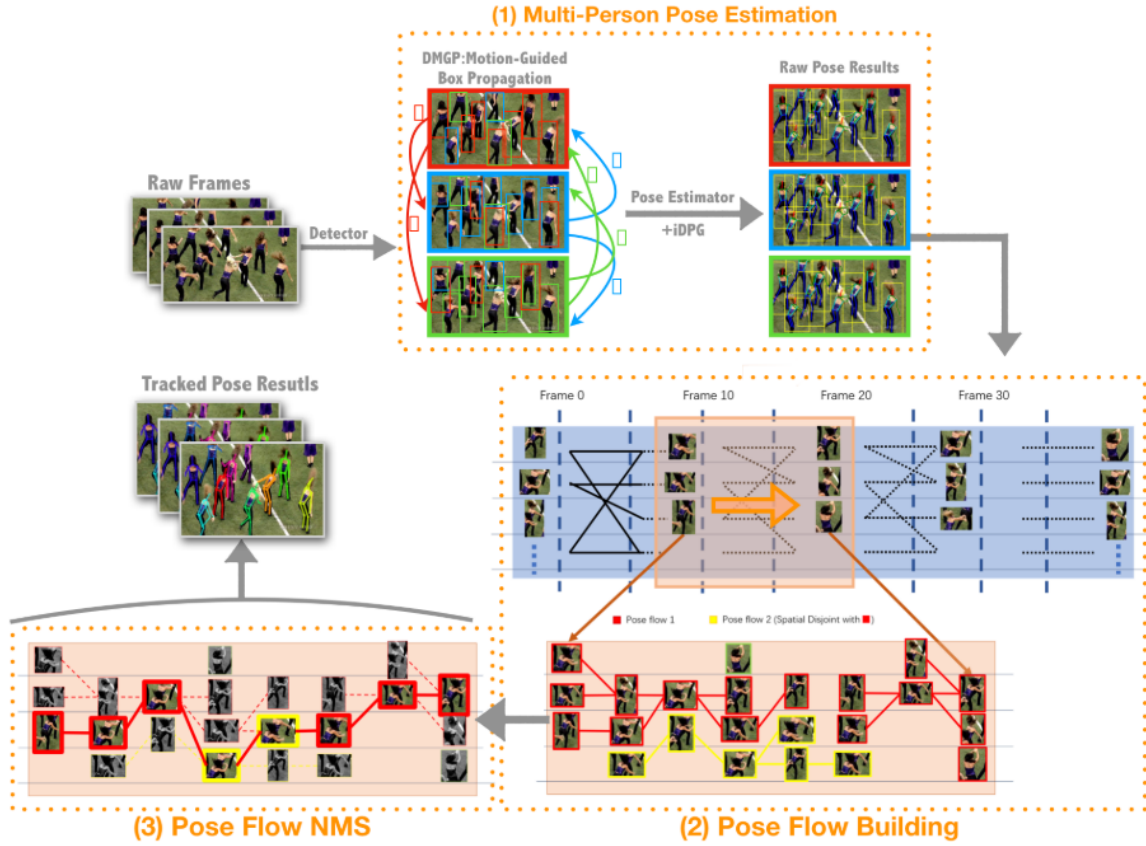 (1) Multi-Person Pose Estimation
DMGP:Motion-Guided
Box Propagation
Raw Pose Results
Raw Frames
Detector
Pose Estimator
+iDPG
Tracked Pose Resutls
Frame 0
Frame 10
Frame 20
Frame 30
Pose flow 1
Pose flow 2 (Spatial Disjoint with )
(3) Pose Flow NMS
(2) Pose Flow Building